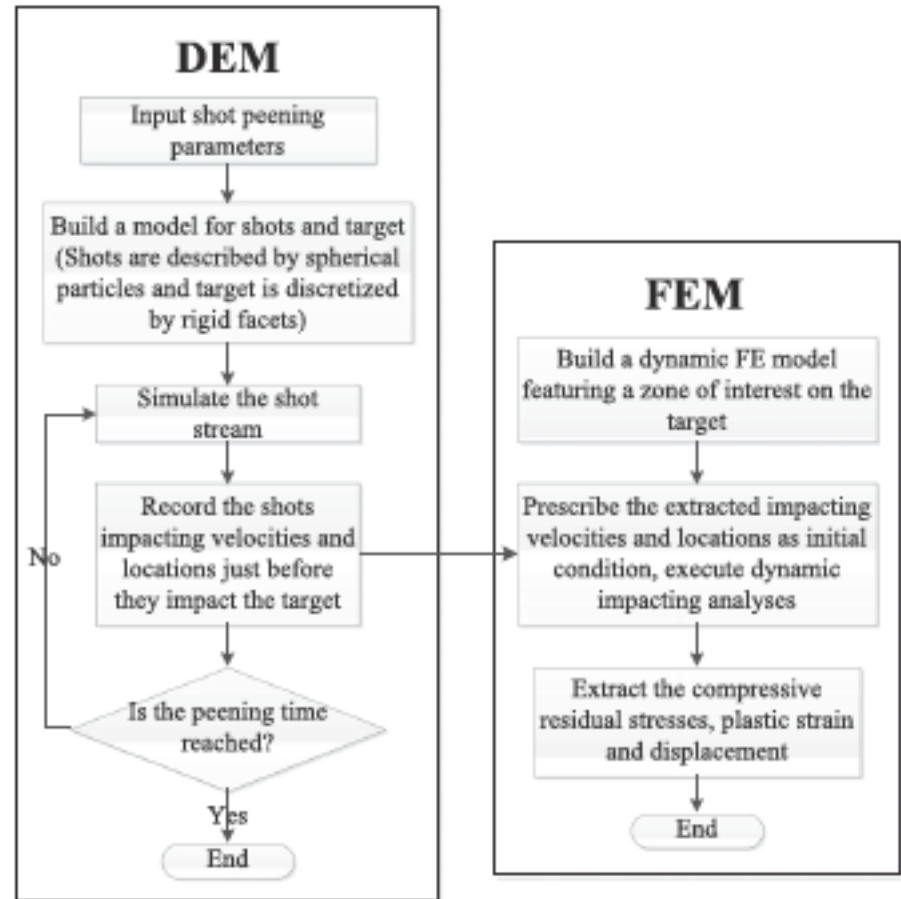 DEM
Input shot peening
parameters
Build a model for shots and target
(Shots are described by spherical
particles and target is discretized
by rigid facets)
Simulate the shot
stream
Record the shots
impacting velocities and
locations just before
they impact the target
No
Is the peening time
reached?
Yes
End
FEM
Build a dynamic FE model
featuring a zone of interest on the
target
Prescribe the extracted impacting
velocities and locations as initial
condition, execute dynamic
impacting analyses
Extract the compressive
residual stresses, plastic strain
and displacement
End